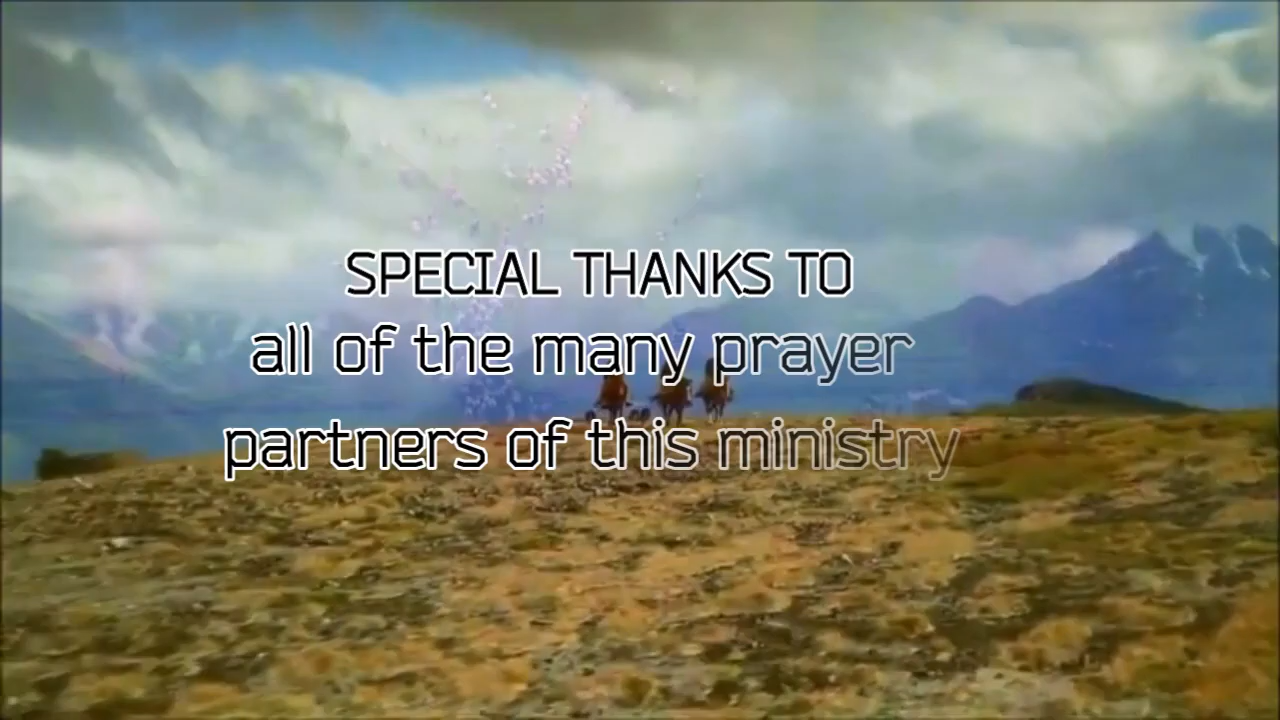 SPECIAL THANKS TO
all of the many prayer
partners of this ministry